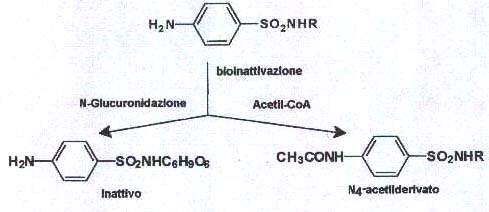 H₂N SO₂NHR
bioinattivazione
N-Glucuronidazione Acetil-CoA
H₂N SO₂NHC₆H₉O₆ CH₃CONH SO₂NHR
Inattivo N₄-acetilderivato